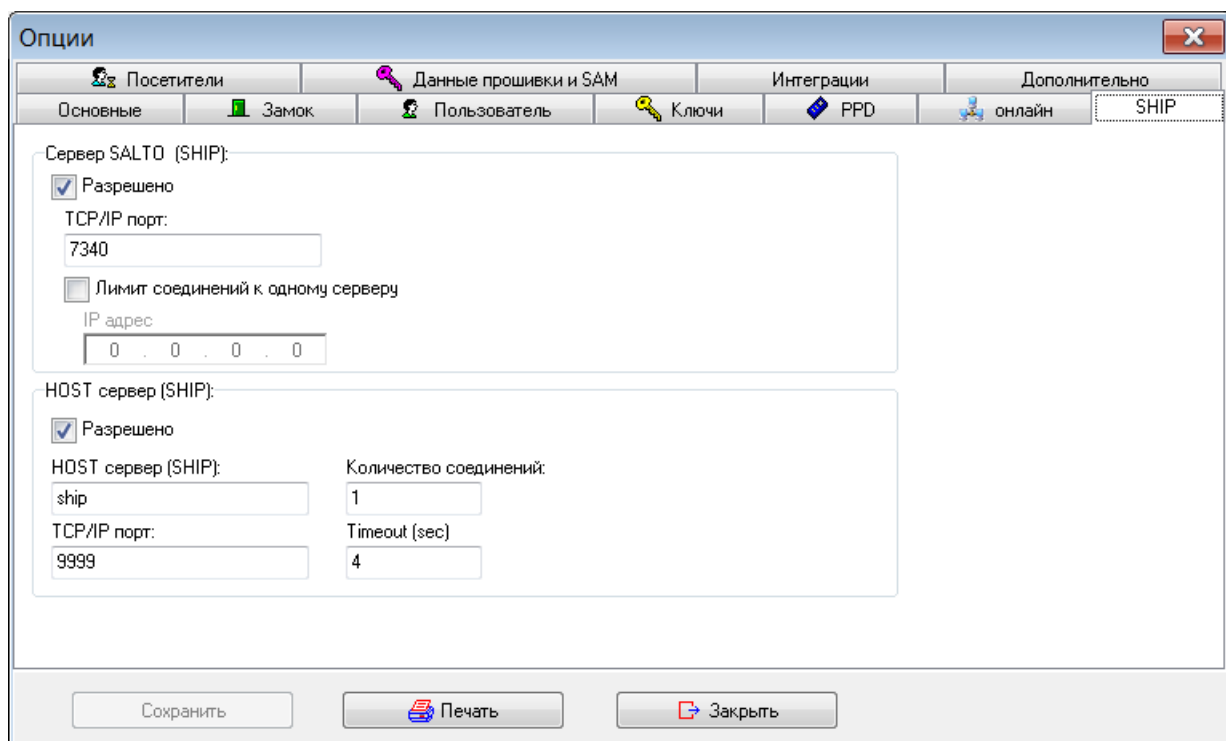 Опции
Посетители Данные прошивки и SAM Интеграции Дополнительно
Основные Замок Пользователь Ключи PPD онлайн SHIP
Сервер SALTO (SHIP):
Разрешено
TCP/IP порт:
7340
Лимит соединений к одному серверу
IP адрес
0 . 0 . 0 . 0
HOST сервер (SHIP):
Разрешено
HOST сервер (SHIP): Количество соединений:
ship 1
TCP/IP порт: Timeout (sec)
9999 4
Сохранить Печать Закрыть